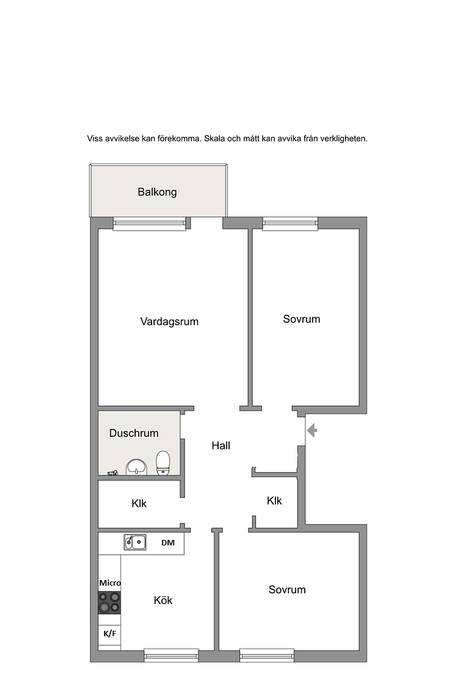 Viss avvikelse kan förekomma. Skala och mått kan avvika från verkligheten.
Balkong
Vardagsrum
Sovrum
Duschrum
Hall
Klk
Klk
DM
Micro
Kök
Sovrum
K/F